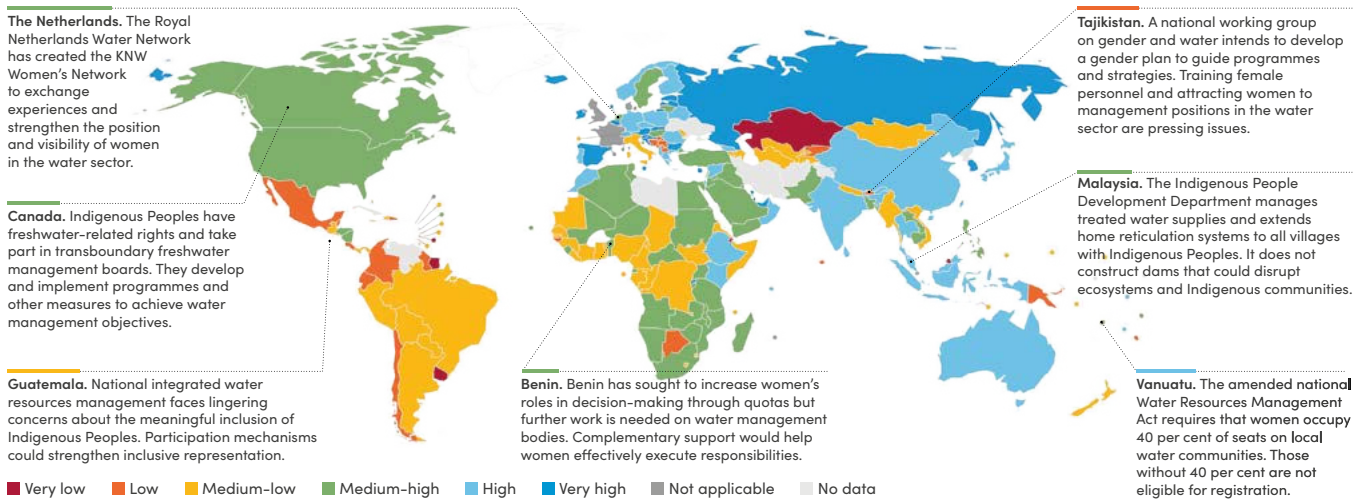 The Netherlands. The Royal
Netherlands Water Network
has created the KNW
Women's Network
to exchange
experiences and
strengthen the position
and visibility of women
in the water sector.
Canada. Indigenous Peoples have
freshwater-related rights and take
part in transboundary freshwater
management boards. They develop
and implement programmes and
other measures to achieve water
management objectives.
Guatemala. National integrated water
resources management faces lingering
concerns about the meaningful inclusion of
Indigenous Peoples. Participation mechanisms
could strengthen inclusive representation.
Benin. Benin has sought to increase women's
roles in decision-making through quotas but
further work is needed on water management
bodies. Complementary support would help
women effectively execute responsibilities.
Tajikistan. A national working group
on gender and water intends to develop
a gender plan to guide programmes
and strategies. Training female
personnel and attracting women to
management positions in the water
sector are pressing issues.
Malaysia. The Indigenous People
Development Department manages
treated water supplies and extends
home reticulation systems to all villages
with Indigenous Peoples. It does not
construct dams that could disrupt
ecosystems and Indigenous communities.
Vanuatu. The amended national
Water Resources Management
Act requires that women occupy
40 per cent of seats on local
water communities. Those
without 40 per cent are not
eligible for registration.
Very low Low Medium-low Medium-high High Very high Not applicable No data